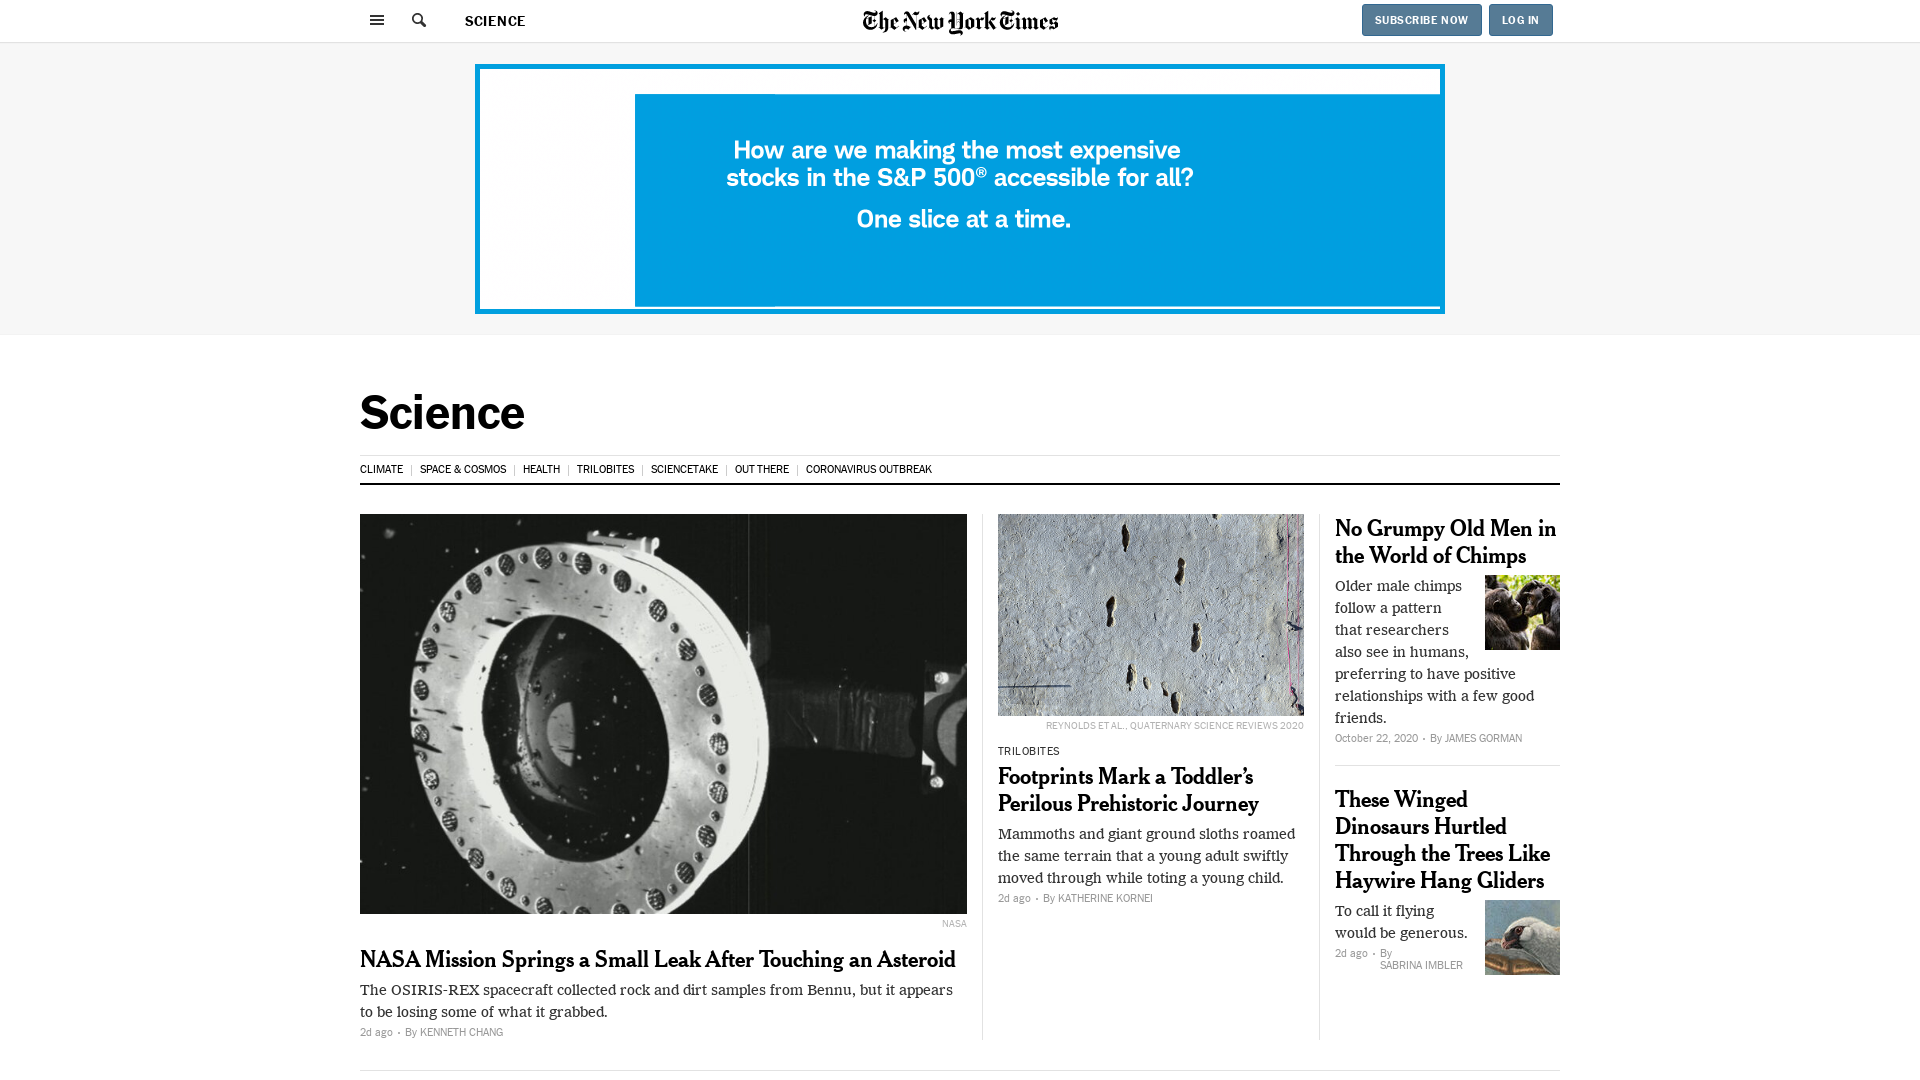 SCIENCE
The New York Times
SUBSCRIBE NOW
LOG IN
How are we making the most expensive
stocks in the S&P 500® accessible for all?
One slice at a time.
Science
CLIMATE
SPACE & COSMOS
HEALTH
TRILOBITES
SCIENCETAKE
OUT THERE
CORONAVIRUS OUTBREAK
NASA
NASA Mission Springs a Small Leak After Touching an Asteroid
The OSIRIS-REX spacecraft collected rock and dirt samples from Bennu, but it appears
to be losing some of what it grabbed.
2d ago • By KENNETH CHANG
REYNOLDS ET AL., QUATERNARY SCIENCE REVIEWS 2020
TRILOBITES
Footprints Mark a Toddler’s
Perilous Prehistoric Journey
Mammoths and giant ground sloths roamed
the same terrain that a young adult swiftly
moved through while toting a young child.
2d ago • By KATHERINE KORNEI
No Grumpy Old Men in
the World of Chimps
Older male chimps
follow a pattern
that researchers
also see in humans,
preferring to have positive
relationships with a few good
friends.
October 22, 2020 • By JAMES GORMAN
These Winged
Dinosaurs Hurtled
Through the Trees Like
Haywire Hang Gliders
To call it flying
would be generous.
2d ago • By
SABRINA IMBLER